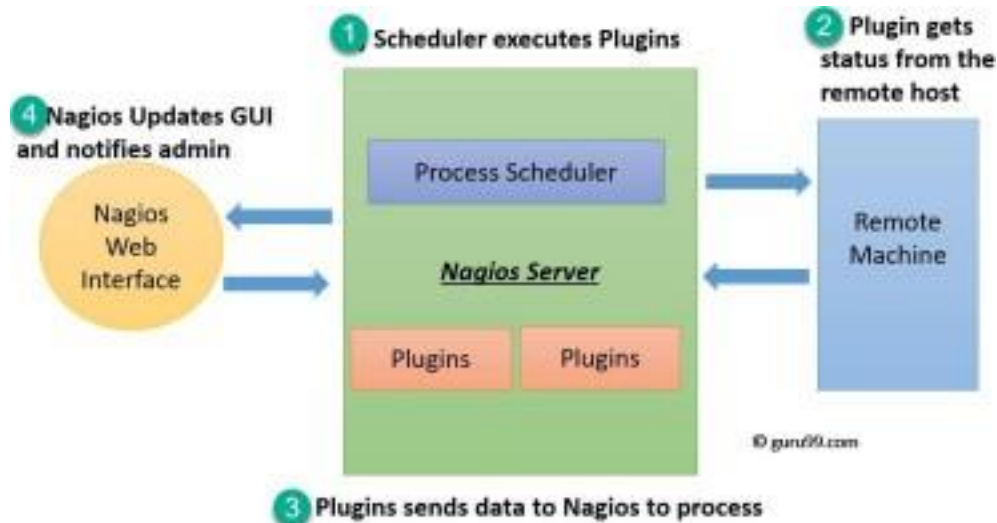 1 Scheduler executes Plugins
2 Plugin gets
status from the
remote host
4 Nagios Updates GUI
and notifies admin
Process Scheduler
Nagios
Web
Interface
Nagios Server
Remote
Machine
Plugins
Plugins
© guru99.com
3 Plugins sends data to Nagios to process